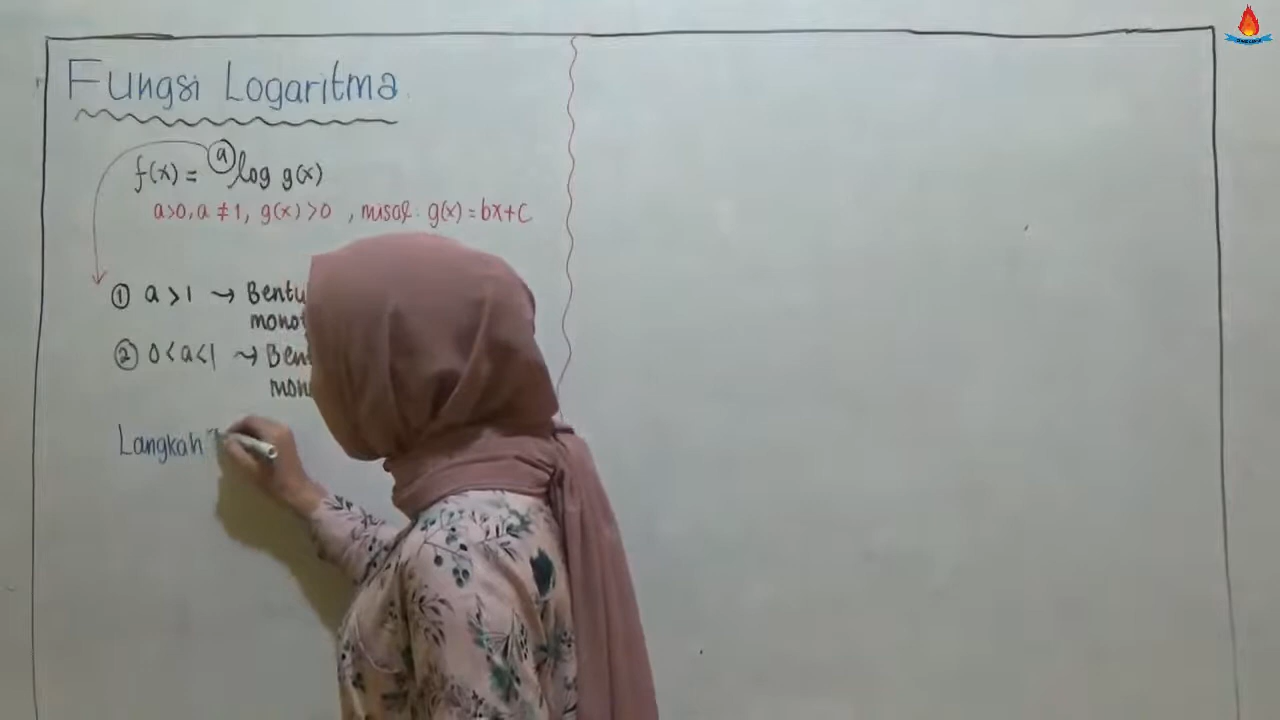 Fungsi Logaritma
f(x) = ᵃlog g(x)
a>0, a ≠ 1, g(x) > 0 , misal : g(x) = bx+c
① a > 1 → Bentu
monot
② 0 < a < 1 → Ben
mon
Langkah